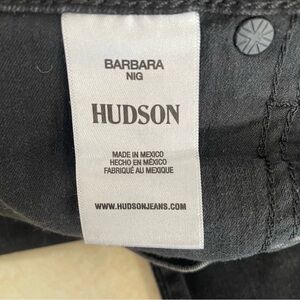 BARBARA
NIG
HUDSON
MADE IN MEXICO
HECHO EN MÉXICO
FABRIQUÉ AU MEXIQUE
WWW.HUDSONJEANS.COM